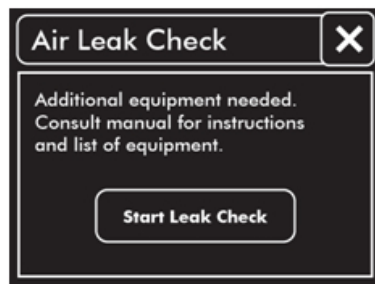 Air Leak Check
Additional equipment needed.
Consult manual for instructions
and list of equipment.
Start Leak Check